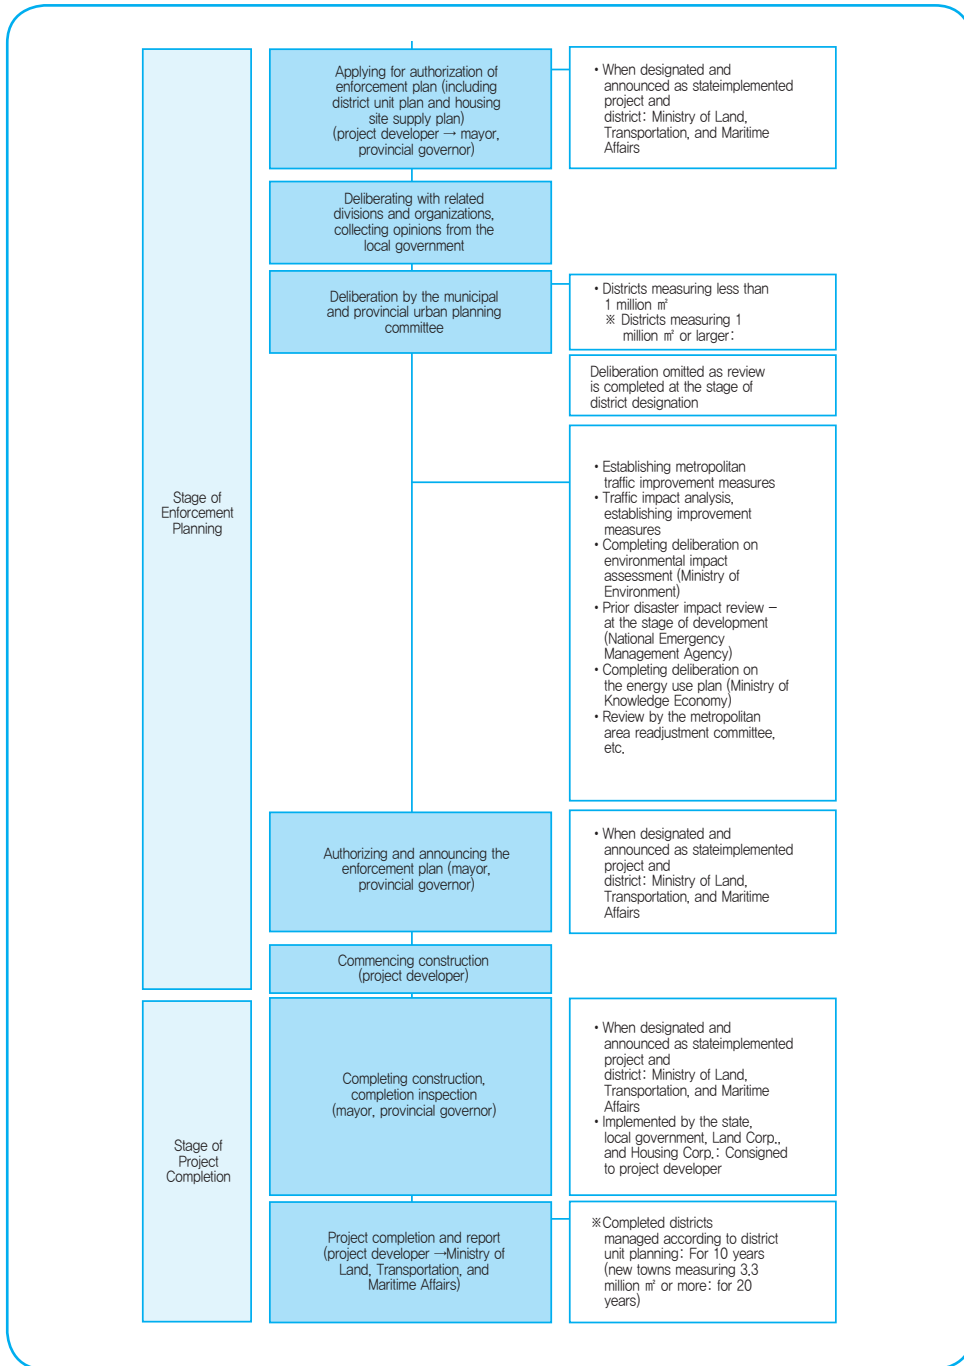 Applying for authorization of
enforcement plan (including
district unit plan and housing
site supply plan)
(project developer → mayor,
provincial governor)
• When designated and
announced as stateimplemented
project and
district: Ministry of Land,
Transportation, and Maritime
Affairs
Deliberating with related
divisions and organizations,
collecting opinions from the
local government
Deliberation by the municipal
and provincial urban planning
committee
• Districts measuring less than
1 million ㎡
※ Districts measuring 1
million ㎡ or larger:
Deliberation omitted as review
is completed at the stage of
district designation
Stage of
Enforcement
Planning
• Establishing metropolitan
traffic improvement measures
• Traffic impact analysis,
establishing improvement
measures
• Completing deliberation on
environmental impact
assessment (Ministry of
Environment)
• Prior disaster impact review –
at the stage of development
(National Emergency
Management Agency)
• Completing deliberation on
the energy use plan (Ministry of
Knowledge Economy)
• Review by the metropolitan
area readjustment committee,
etc.
Authorizing and announcing the
enforcement plan (mayor,
provincial governor)
• When designated and
announced as stateimplemented
project and
district: Ministry of Land,
Transportation, and Maritime
Affairs
Commencing construction
(project developer)
Stage of
Project
Completion
Completing construction,
completion inspection
(mayor, provincial governor)
• When designated and
announced as stateimplemented
project and
district: Ministry of Land,
Transportation, and Maritime
Affairs
• Implemented by the state,
local government, Land Corp.,
and Housing Corp.: Consigned
to project developer
Project completion and report
(project developer →Ministry of
Land, Transportation, and
Maritime Affairs)
※Completed districts
managed according to district
unit planning: For 10 years
(new towns measuring 3.3
million ㎡ or more: for 20
years)